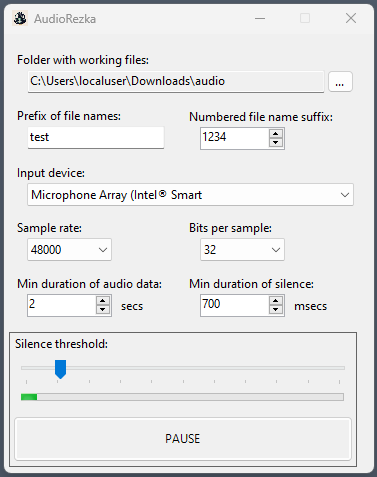 AudioRezka
Folder with working files:
C:\Users\localuser\Downloads\audio
...
Prefix of file names:
Numbered file name suffix:
test
1234
Input device:
Microphone Array (Intel® Smart
Sample rate:
Bits per sample:
48000
32
Min duration of audio data:
Min duration of silence:
2 secs
700 msecs
Silence threshold:
PAUSE